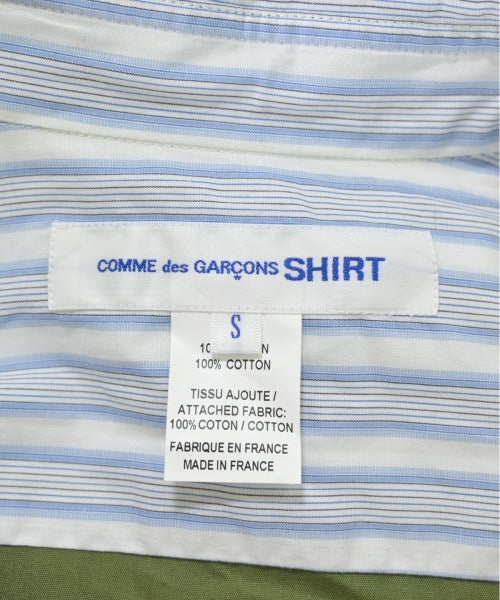 COMME des GARÇONS SHIRT
S
100% COTTON
TISSU AJOUTE /
ATTACHED FABRIC:
100% COTON / COTTON
FABRIQUE EN FRANCE
MADE IN FRANCE